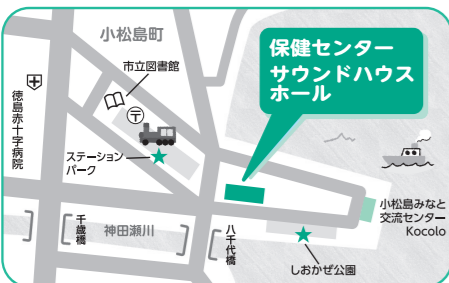 小松島町
市立図書館
〒
徳島赤十字病院
ステーション
パーク
保健センター
サウンドハウス
ホール
小松島みなと
交流センター
Kocolo
千歳橋
神田瀬川
八千代橋
しおかぜ公園